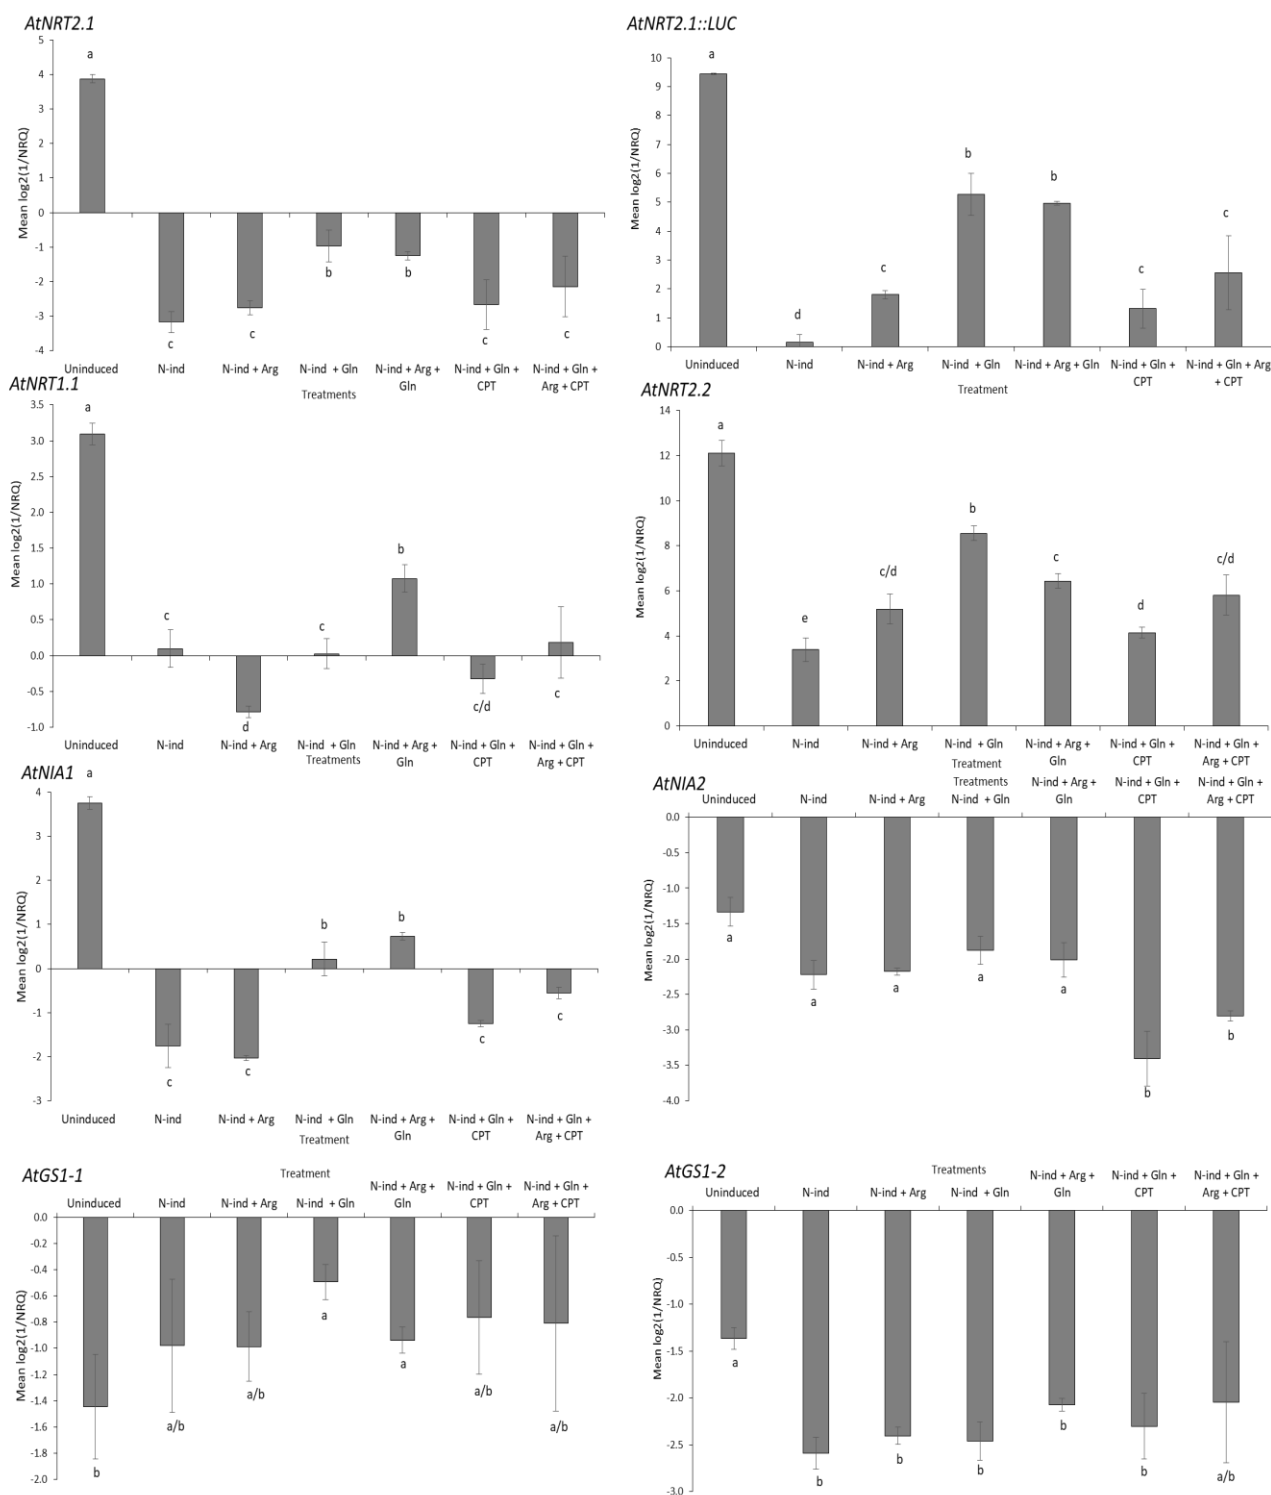 AtNRT2.1
Mean log2(1/NRQ)
5
4
3
2
1
0
-1
-2
-3
-4
a
c
c
b
b
c
c
Uninduced
N-ind
N-ind + Arg
N-ind + Gln
N-ind + Arg +
Gln
N-ind + Gln +
CPT
N-ind + Gln +
Arg + CPT
Treatments
AtNRT2.1::LUC
Mean log2(1/NRQ)
10
9
8
7
6
5
4
3
2
1
0
a
d
c
b
b
c
c
Uninduced
N-ind
N-ind + Arg
N-ind + Gln
N-ind + Arg + Gln
N-ind + Gln +
CPT
N-ind + Gln + Arg
+ CPT
Treatment
AtNRT1.1
Mean log2(1/NRQ)
3.5
3.0
2.5
2.0
1.5
1.0
0.5
0.0
-0.5
-1.0
a
c
d
c
b
c/d
c
Uninduced
N-ind
N-ind + Arg
N-ind + Gln
N-ind + Arg +
Gln
N-ind + Gln +
CPT
N-ind + Gln +
Arg + CPT
Treatments
AtNRT2.2
Mean log2(1/NRQ)
14
12
10
8
6
4
2
0
a
e
c/d
b
c
d
c/d
Uninduced
N-ind
N-ind + Arg
N-ind + Gln
N-ind + Arg +
Gln
N-ind + Gln +
CPT
N-ind + Gln +
Arg + CPT
Treatment
AtNIA1
Mean log2(1/NRQ)
4
3
2
1
0
-1
-2
-3
a
c
c
b
b
c
c
Uninduced
N-ind
N-ind + Arg
N-ind + Gln
N-ind + Arg +
Gln
N-ind + Gln +
CPT
N-ind + Gln +
Arg + CPT
Treatment
AtNIA2
Treatments
Uninduced
N-ind
N-ind + Arg
N-ind + Gln
N-ind + Arg +
Gln
N-ind + Gln +
CPT
N-ind + Gln +
Arg + CPT
Mean log2(1/NRQ)
0.0
-0.5
-1.0
-1.5
-2.0
-2.5
-3.0
-3.5
-4.0
a
a
a
a
a
b
b
AtGS1-1
Treatment
Uninduced
N-ind
N-ind + Arg
N-ind + Gln
N-ind + Arg +
Gln
N-ind + Gln +
CPT
N-ind + Gln +
Arg + CPT
Mean log2(1/NRQ)
0.0
-0.2
-0.4
-0.6
-0.8
-1.0
-1.2
-1.4
-1.6
-1.8
-2.0
b
a/b
a/b
a
a
a/b
a/b
AtGS1-2
Treatments
Uninduced
N-ind
N-ind + Arg
N-ind + Gln
N-ind + Arg +
Gln
N-ind + Gln +
CPT
N-ind + Gln +
Arg + CPT
Mean log2(1/NRQ)
0.0
-0.5
-1.0
-1.5
-2.0
-2.5
-3.0
a
b
b
b
b
b
a/b